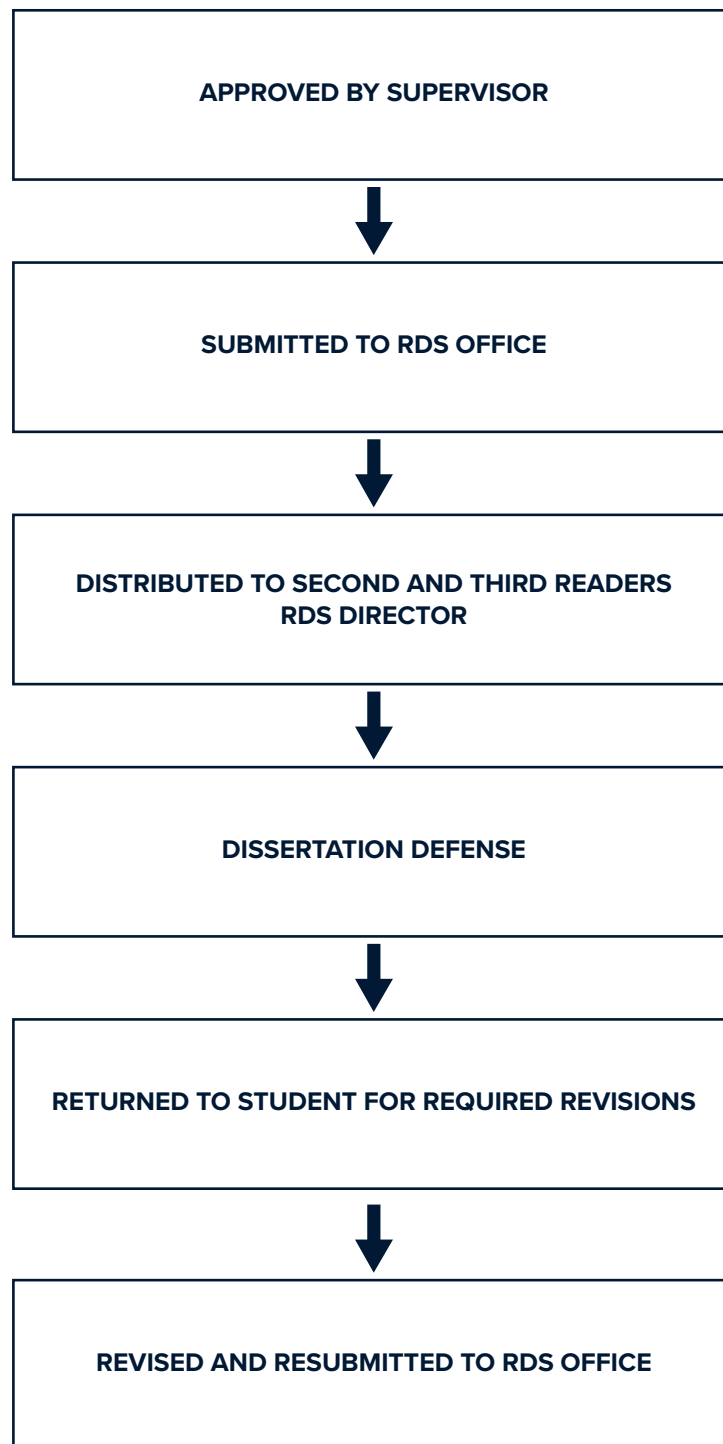 APPROVED BY SUPERVISOR
SUBMITTED TO RDS OFFICE
DISTRIBUTED TO SECOND AND THIRD READERS
RDS DIRECTOR
DISSERTATION DEFENSE
RETURNED TO STUDENT FOR REQUIRED REVISIONS
REVISED AND RESUBMITTED TO RDS OFFICE